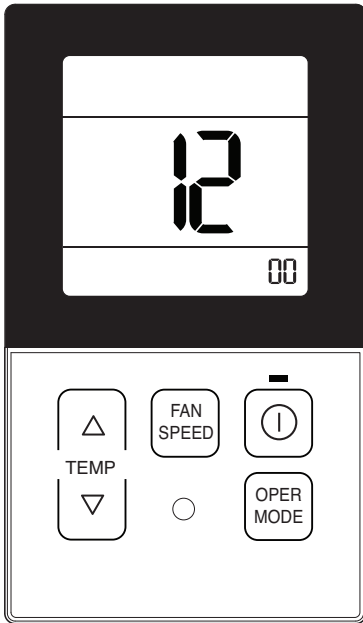 12
00
FAN
SPEED
TEMP
OPER
MODE